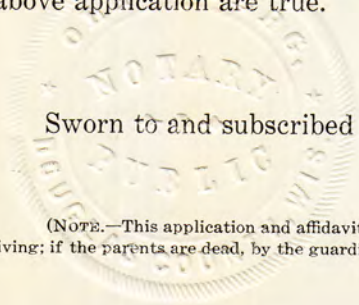 above application are true.
NOTARY
Sworn to and subscribed
PUBLIC
(NOTE.—This application and affidavit
iving; if the parents are dead, by the guardi